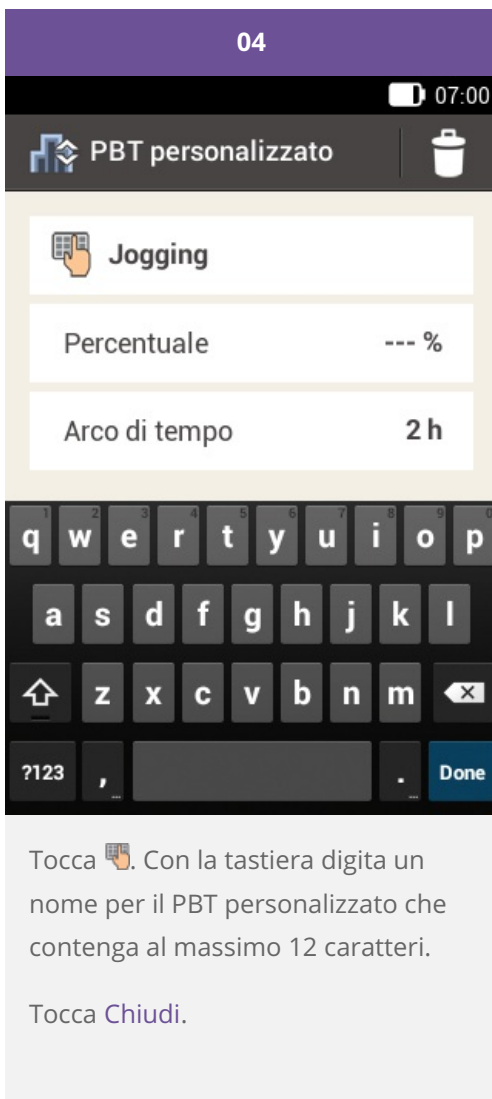 04
07:00
PBT personalizzato
Jogging
Percentuale --- %
Arco di tempo 2 h
1 2 3 4 5 6 7 8 9 0
q w e r t y u i o p
a s d f g h j k l
z x c v b n m
?123 , . Done
Tocca . Con la tastiera digita un
nome per il PBT personalizzato che
contenga al massimo 12 caratteri.
Tocca Chiudi.